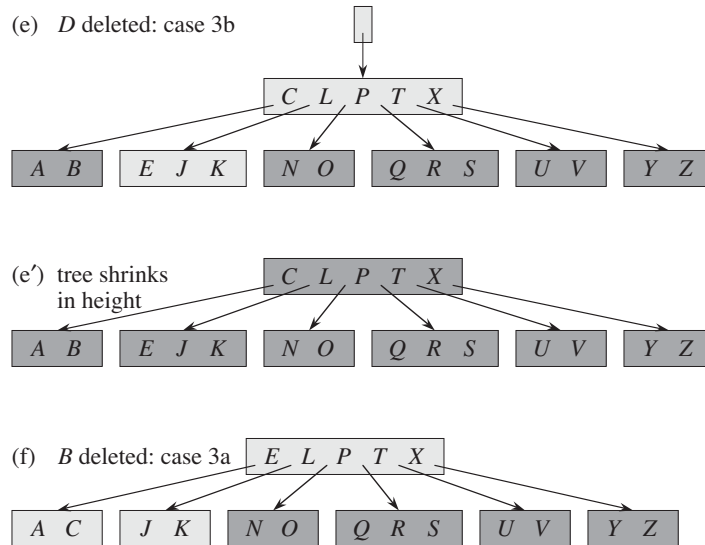 (e) D deleted: case 3b
C L P T X
A B E J K N O Q R S U V Y Z
(e′) tree shrinks
in height
C L P T X
A B E J K N O Q R S U V Y Z
(f) B deleted: case 3a
E L P T X
A C J K N O Q R S U V Y Z